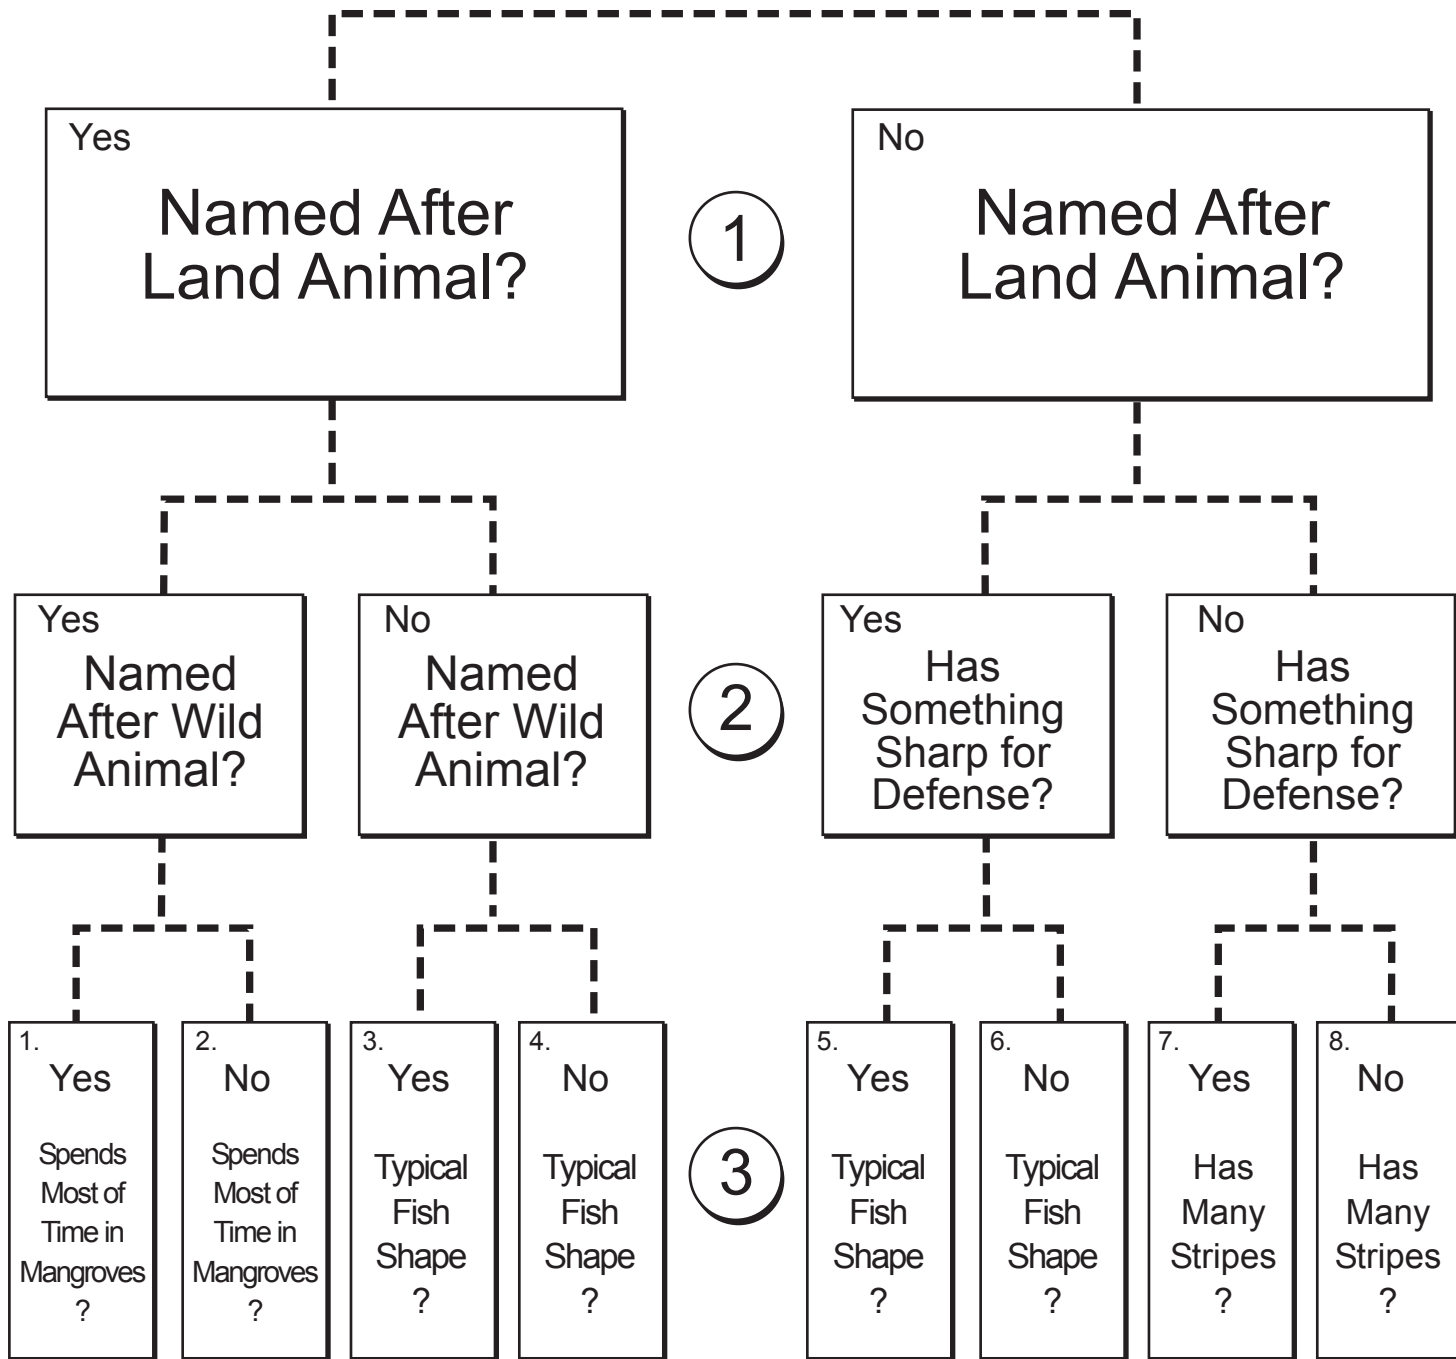 Yes
Named After
Land Animal?
1
No
Named After
Land Animal?
Yes
Named
After Wild
Animal?
No
Named
After Wild
Animal?
2
Yes
Has
Something
Sharp for
Defense?
No
Has
Something
Sharp for
Defense?
1.
Yes
Spends
Most of
Time in
Mangroves
?
2.
No
Spends
Most of
Time in
Mangroves
?
3.
Yes
Typical
Fish
Shape
?
4.
No
Typical
Fish
Shape
?
3
5.
Yes
Typical
Fish
Shape
?
6.
No
Typical
Fish
Shape
?
7.
Yes
Has
Many
Stripes
?
8.
No
Has
Many
Stripes
?